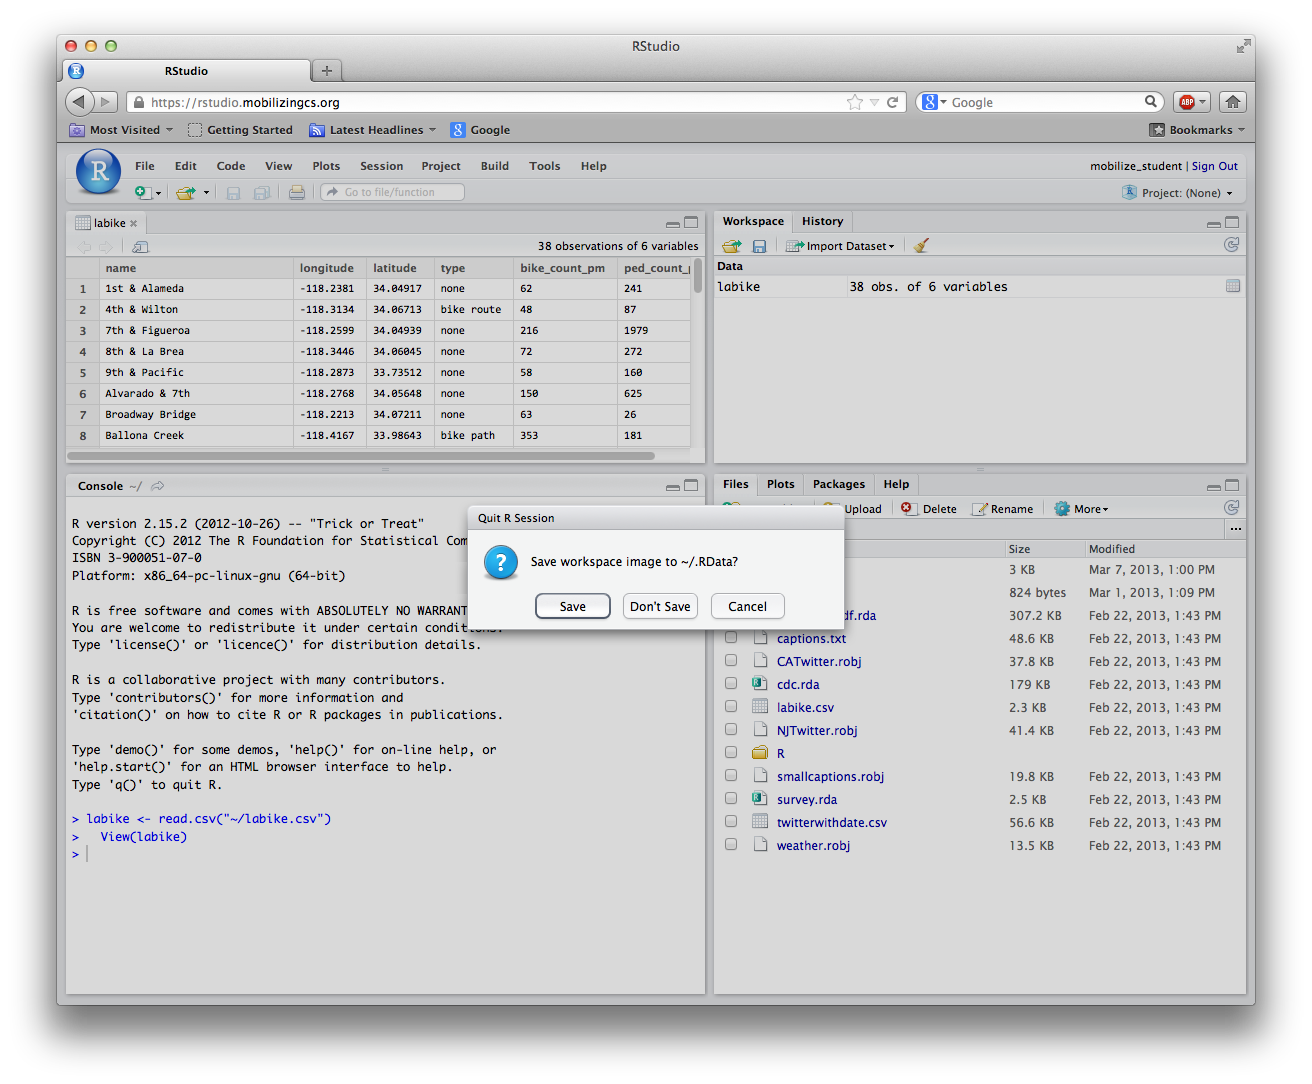 RStudio
RStudio
https://rstudio.mobilizingcs.org
Google
ABP
Most Visited
Getting Started
Latest Headlines
Google
Bookmarks
R
File Edit Code View Plots Session Project Build Tools Help
mobilize_student | Sign Out
Go to file/function
Project: (None)
labike
38 observations of 6 variables
name longitude latitude type bike_count_pm ped_count_p
1 1st & Alameda -118.2381 34.04917 none 62 241
2 4th & Wilton -118.3134 34.06713 bike route 48 87
3 7th & Figueroa -118.2599 34.04939 none 216 1979
4 8th & La Brea -118.3446 34.06045 none 72 272
5 9th & Pacific -118.2873 33.73512 none 58 160
6 Alvarado & 7th -118.2768 34.05648 none 150 625
7 Broadway Bridge -118.2213 34.07211 none 63 26
8 Ballona Creek -118.4167 33.98643 bike path 353 181
Workspace History
Import Dataset
Data
labike 38 obs. of 6 variables
Console ~/
R version 2.15.2 (2012-10-26) -- "Trick or Treat"
Copyright (C) 2012 The R Foundation for Statistical Com
ISBN 3-900051-07-0
Platform: x86_64-pc-linux-gnu (64-bit)
R is free software and comes with ABSOLUTELY NO WARRANT
You are welcome to redistribute it under certain conditions.
Type 'license()' or 'licence()' for distribution details.
R is a collaborative project with many contributors.
Type 'contributors()' for more information and
'citation()' on how to cite R or R packages in publications.
Type 'demo()' for some demos, 'help()' for on-line help, or
'help.start()' for an HTML browser interface to help.
Type 'q()' to quit R.
> labike <- read.csv("~/labike.csv")
> View(labike)
>
Quit R Session
Save workspace image to ~/.RData?
Save Don't Save Cancel
Files Plots Packages Help
Upload Delete Rename More
Size Modified
3 KB Mar 7, 2013, 1:00 PM
824 bytes Mar 1, 2013, 1:09 PM
df.rda 307.2 KB Feb 22, 2013, 1:43 PM
captions.txt 48.6 KB Feb 22, 2013, 1:43 PM
CATwitter.robj 37.8 KB Feb 22, 2013, 1:43 PM
cdc.rda 179 KB Feb 22, 2013, 1:43 PM
labike.csv 2.3 KB Feb 22, 2013, 1:43 PM
NJTwitter.robj 41.4 KB Feb 22, 2013, 1:43 PM
R
smallcaptions.robj 19.8 KB Feb 22, 2013, 1:43 PM
survey.rda 2.5 KB Feb 22, 2013, 1:43 PM
twitterwithdate.csv 56.6 KB Feb 22, 2013, 1:43 PM
weather.robj 13.5 KB Feb 22, 2013, 1:43 PM